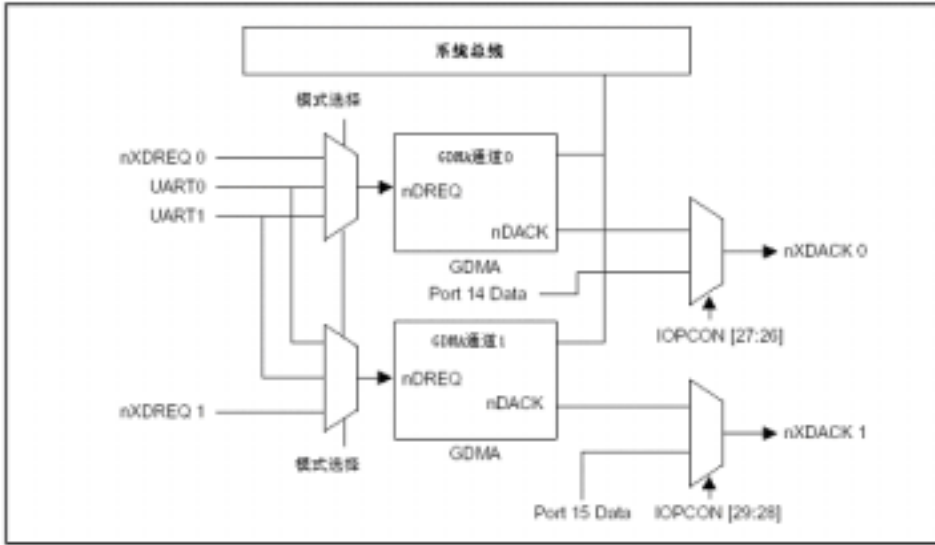 系统总线
模式选择
nXDREQ 0
UART0
UART1
GDMA通道0
nDREQ
nDACK
GDMA
Port 14 Data
nXDACK 0
IOPCON [27:26]
GDMA通道1
nDREQ
nDACK
GDMA
nXDREQ 1
模式选择
nXDACK 1
Port 15 Data
IOPCON [29:28]